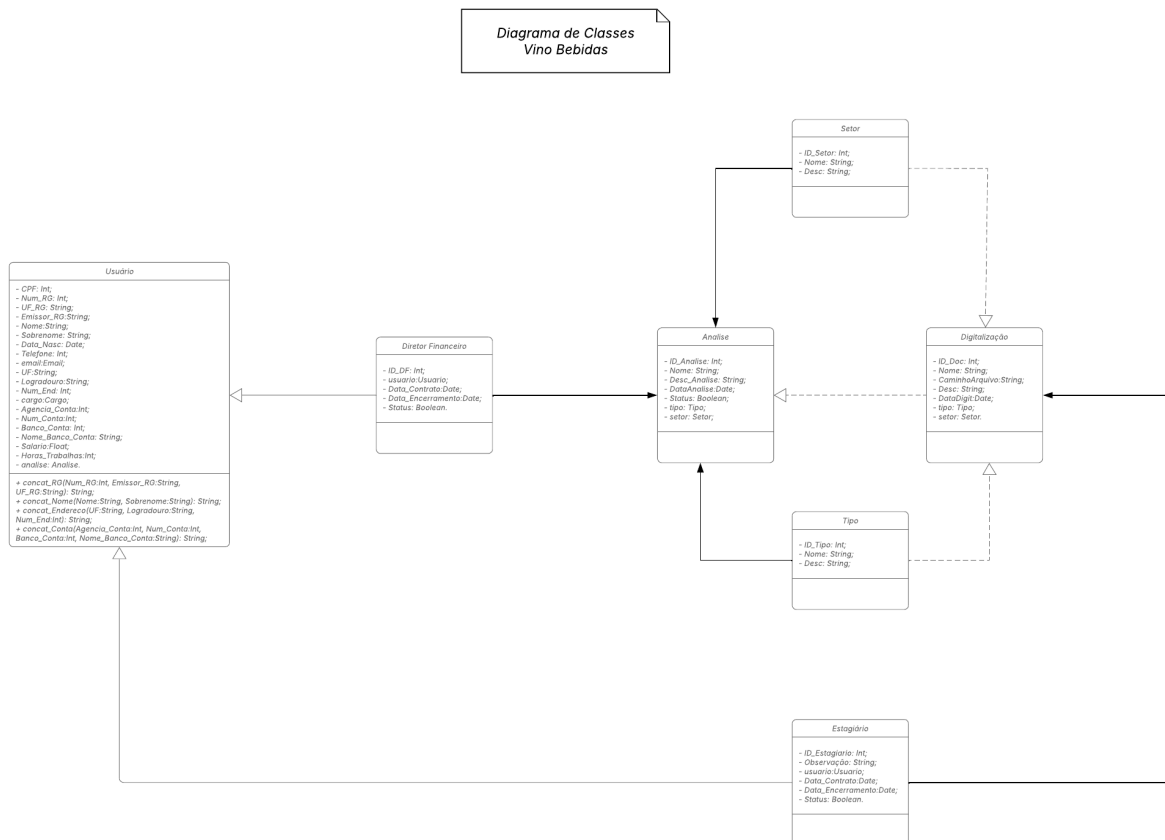 Diagrama de Classes
Vino Bebidas
Setor
- ID_Setor: Int;
- Nome: String;
- Desc: String;
Usuário
- CPF: Int;
- Num_RG: Int;
- UF_RG: String;
- Emissor_RG:String;
- Nome:String;
- Sobrenome: String;
- Data_Nasc: Date;
- Telefone: Int;
- email:Email;
- UF:String;
- Logradouro:String;
- Num_End: Int;
- cargo:Cargo;
- Agencia_Conta:Int;
- Num_Conta:Int;
- Banco_Conta: Int;
- Nome_Banco_Conta: String;
- Salario:Float;
- Horas_Trabalhas:Int;
- analise: Analise.
+ concat_RG(Num_RG:Int, Emissor_RG:String,
UF_RG:String): String;
+ concat_Nome(Nome:String, Sobrenome:String): String;
+ concat_Endereco(UF:String, Logradouro:String,
Num_End:Int): String;
+ concat_Conta(Agencia_Conta:Int, Num_Conta:Int,
Banco_Conta:Int, Nome_Banco_Conta:String): String;
Diretor Financeiro
- ID_DF: Int;
- usuario:Usuario;
- Data_Contrato:Date;
- Data_Encerramento:Date;
- Status: Boolean.
Analise
- ID_Analise: Int;
- Nome: String;
- Desc_Analise: String;
- DataAnalise:Date;
- Status: Boolean;
- tipo: Tipo;
- setor: Setor;
Digitalização
- ID_Doc: Int;
- Nome: String;
- CaminhoArquivo:String;
- Desc: String;
- DataDigit:Date;
- tipo: Tipo;
- setor: Setor.
Tipo
- ID_Tipo: Int;
- Nome: String;
- Desc: String;
Estagiário
- ID_Estagiario: Int;
- Observação: String;
- usuario:Usuario;
- Data_Contrato:Date;
- Data_Encerramento:Date;
- Status: Boolean.